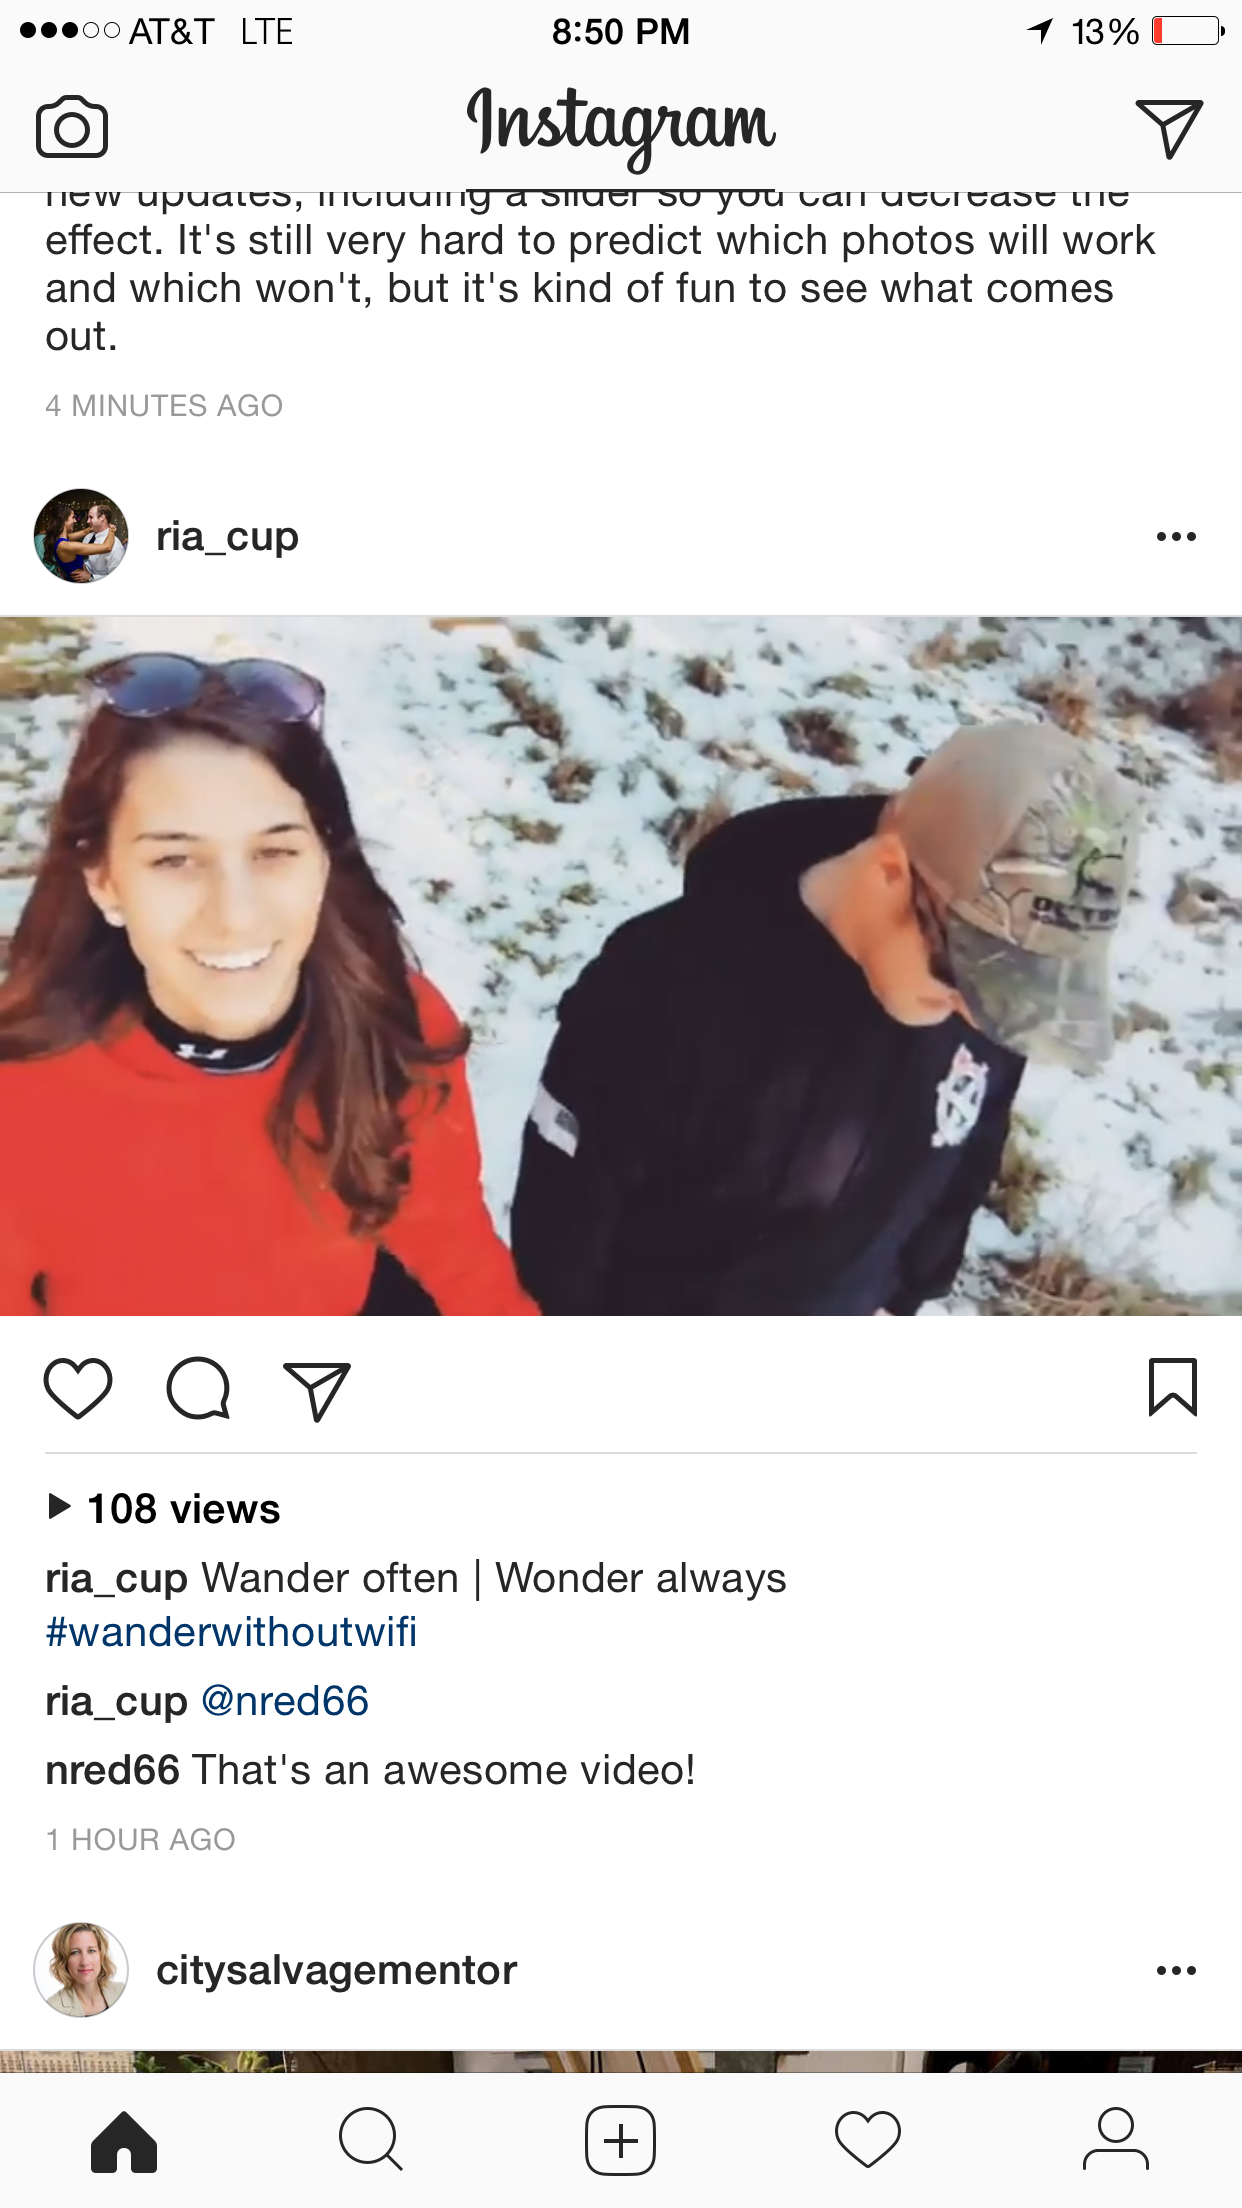 AT&T LTE 8:50 PM 13%
Instagram
new updates, including a slider so you can decrease the
effect. It's still very hard to predict which photos will work
and which won't, but it's kind of fun to see what comes
out.
4 MINUTES AGO
ria_cup
108 views
ria_cup Wander often | Wonder always
#wanderwithoutwifi
ria_cup @nred66
nred66 That's an awesome video!
1 HOUR AGO
citysalvagementor